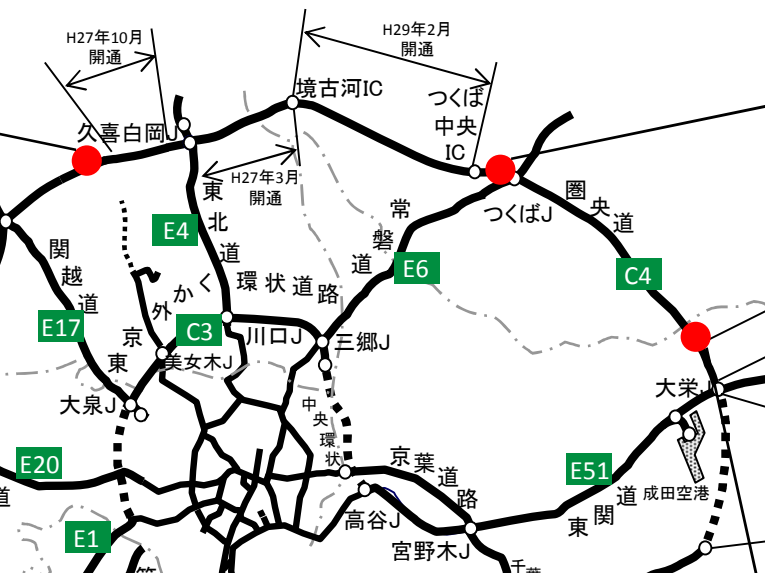 H27年10月
開通
H29年2月
開通
境古河IC
つくば
中央
IC
久喜白岡J
H27年3月
開通
東北道
E4
つくばJ
圏央道
常磐道
E6
C4
関越道
E17
外かく環状道路
C3
川口J
三郷J
東京
美女木J
大泉J
中央環状
大栄J
E20
道
京葉道路
E51
成田空港
東関道
高谷J
宮野木J
E1
千葉